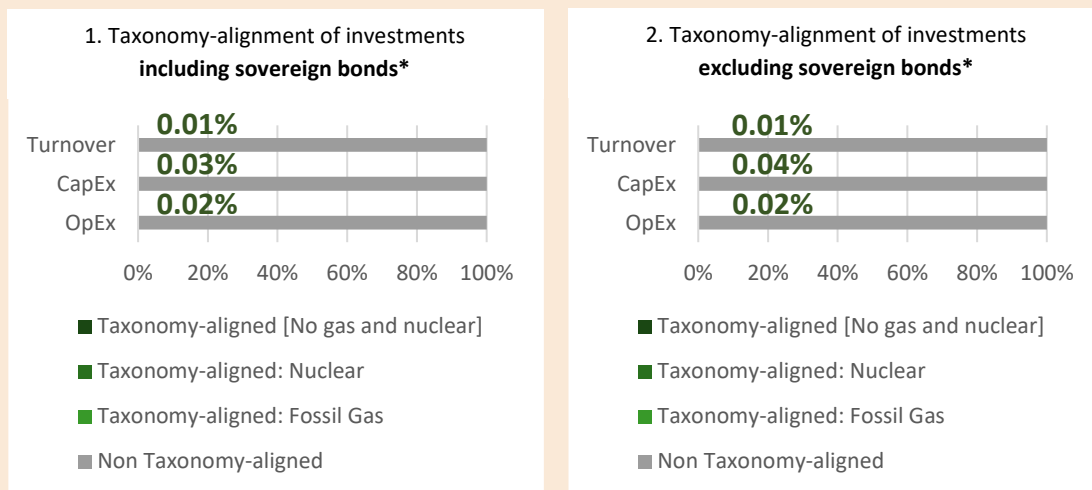 1. Taxonomy-alignment of investments
including sovereign bonds*
0.01%
Turnover
0.03%
CapEx
0.02%
OpEx
0% 20% 40% 60% 80% 100%
Taxonomy-aligned [No gas and nuclear]
Taxonomy-aligned: Nuclear
Taxonomy-aligned: Fossil Gas
Non Taxonomy-aligned
2. Taxonomy-alignment of investments
excluding sovereign bonds*
0.01%
Turnover
0.04%
CapEx
0.02%
OpEx
0% 20% 40% 60% 80% 100%
Taxonomy-aligned [No gas and nuclear]
Taxonomy-aligned: Nuclear
Taxonomy-aligned: Fossil Gas
Non Taxonomy-aligned